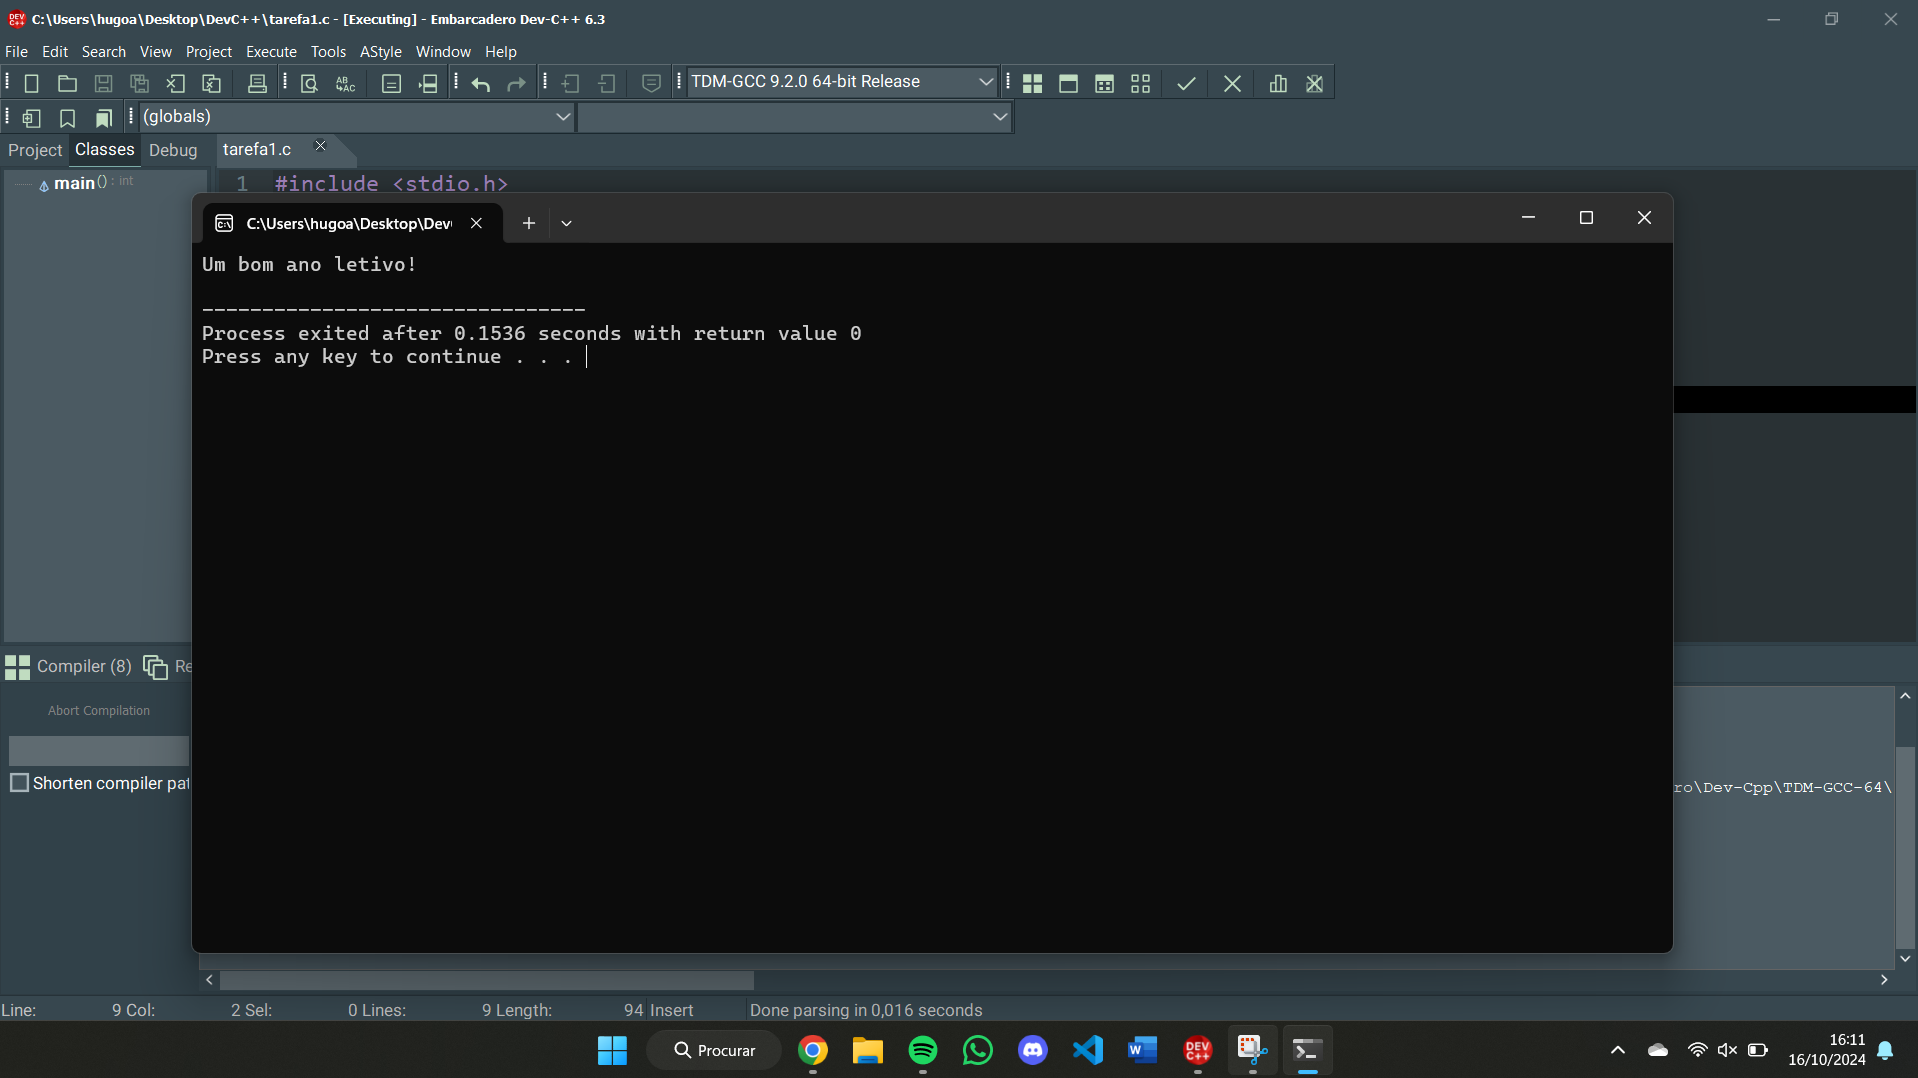 C:\Users\hugoa\Desktop\DevC++\tarefa1.c - [Executing] - Embarcadero Dev-C++ 6.3
File Edit Search View Project Execute Tools AStyle Window Help
TDM-GCC 9.2.0 64-bit Release
(globals)
Project Classes Debug tarefa1.c
main() : int
1 #include <stdio.h>
C:\Users\hugoa\Desktop\Dev
Um bom ano letivo!
--------------------------------
Process exited after 0.1536 seconds with return value 0
Press any key to continue . . .
Compiler (8) Re
Abort Compilation
Shorten compiler pat
ro\Dev-Cpp\TDM-GCC-64\
Line: 9 Col: 2 Sel: 0 Lines: 9 Length: 94 Insert Done parsing in 0,016 seconds
Procurar
16:11
16/10/2024